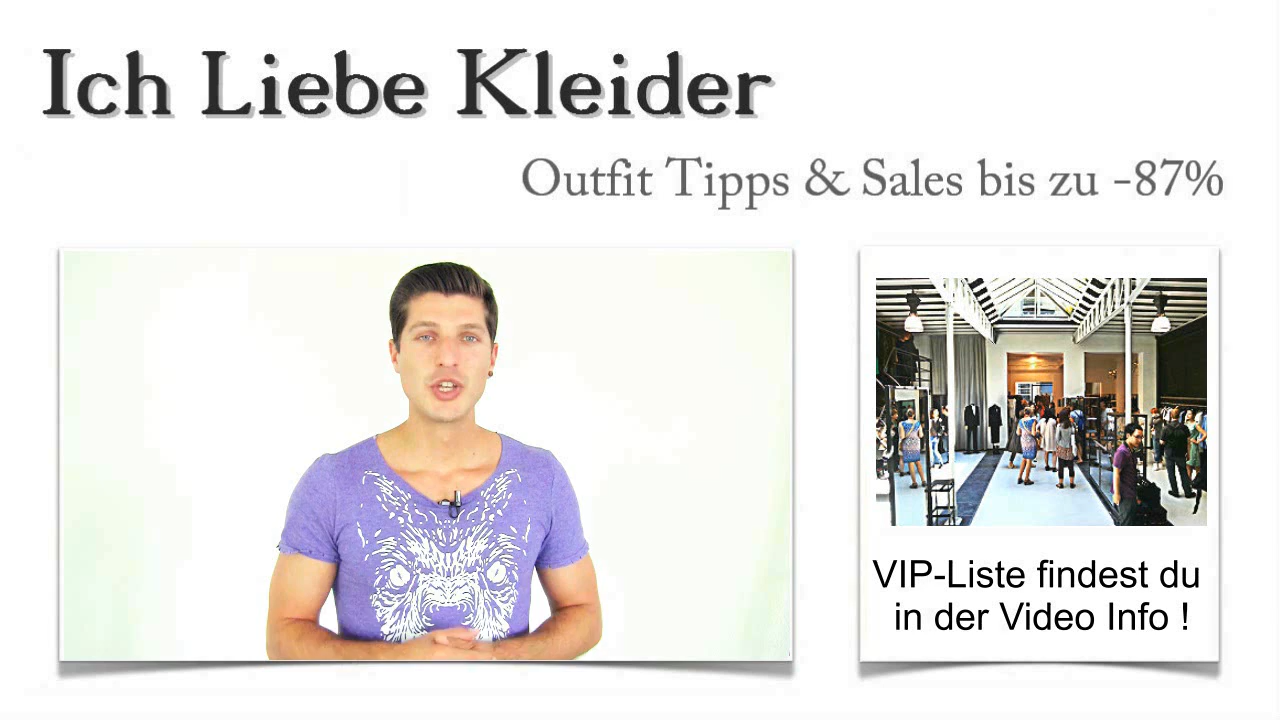 Ich Liebe Kleider
Outfit Tipps & Sales bis zu -87%
VIP-Liste findest du
in der Video Info !